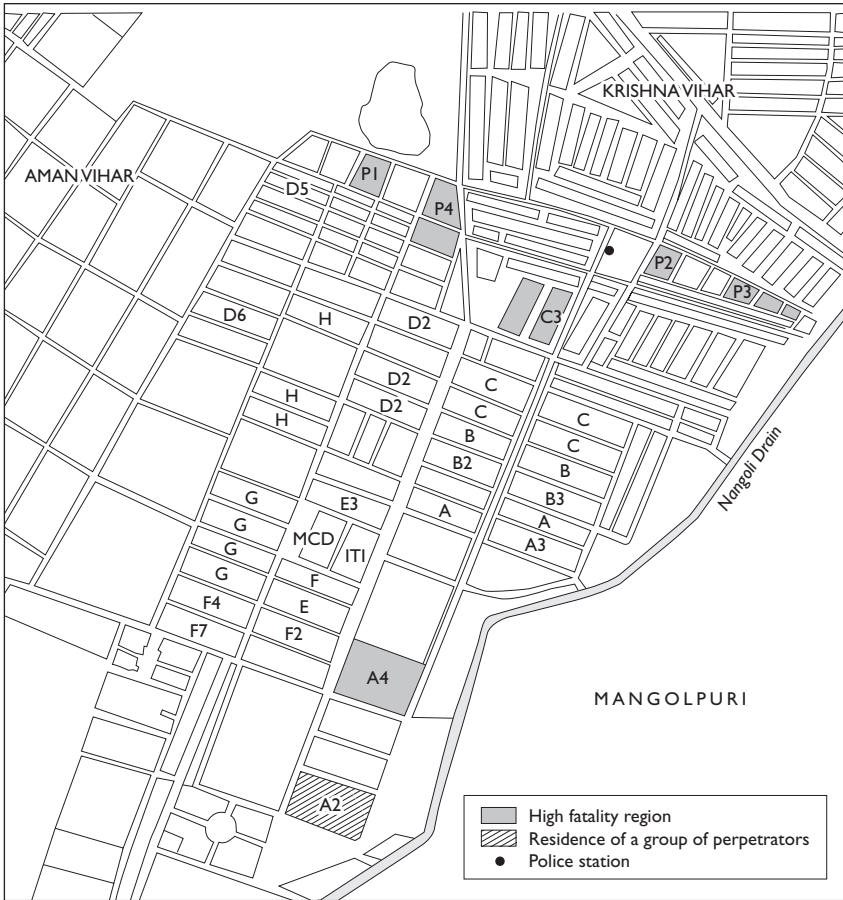 KRISHNA VIHAR
AMAN VIHAR
P1
D5
P4
P2
P3
D6
H
D2
C3
D2
C
H
D2
C
C
H
B
C
B2
B
G
E3
A
B3
G
MCD
A
G
ITI
A3
G
F
F4
E
F7
F2
A4
Nangoli Drain
MANGOLPURI
A2
High fatality region
Residence of a group of perpetrators
Police station